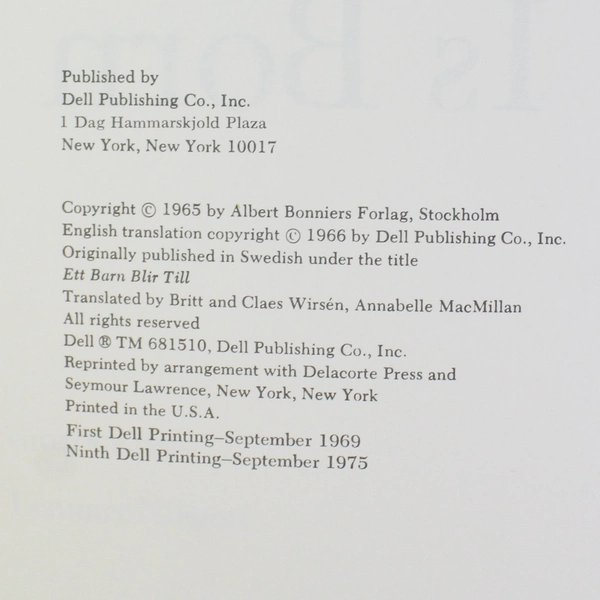 Published by
Dell Publishing Co., Inc.
1 Dag Hammarskjold Plaza
New York, New York 10017
Copyright © 1965 by Albert Bonniers Forlag, Stockholm
English translation copyright © 1966 by Dell Publishing Co., Inc.
Originally published in Swedish under the title
Ett Barn Blir Till
Translated by Britt and Claes Wirsén, Annabelle MacMillan
All rights reserved
Dell ® TM 681510, Dell Publishing Co., Inc.
Reprinted by arrangement with Delacorte Press and
Seymour Lawrence, New York, New York
Printed in the U.S.A.
First Dell Printing—September 1969
Ninth Dell Printing—September 1975